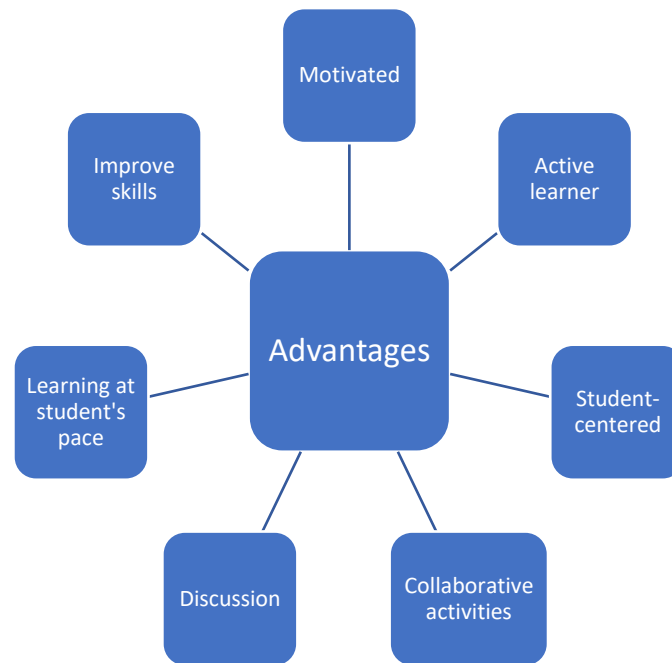 Motivated
Improve
skills
Active
learner
Advantages
Learning at
student's
pace
Student-
centered
Discussion
Collaborative
activities